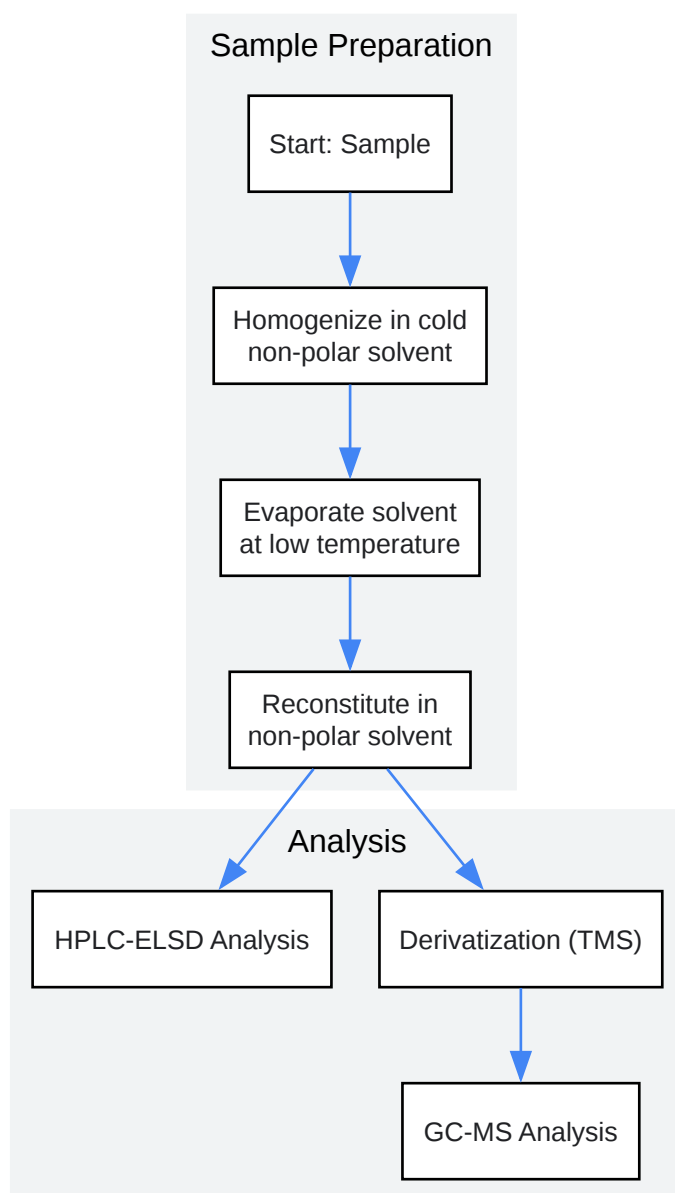 Sample Preparation
Start: Sample
Homogenize in cold
non-polar solvent
Evaporate solvent
at low temperature
Reconstitute in
non-polar solvent
Analysis
HPLC-ELSD Analysis
Derivatization (TMS)
GC-MS Analysis